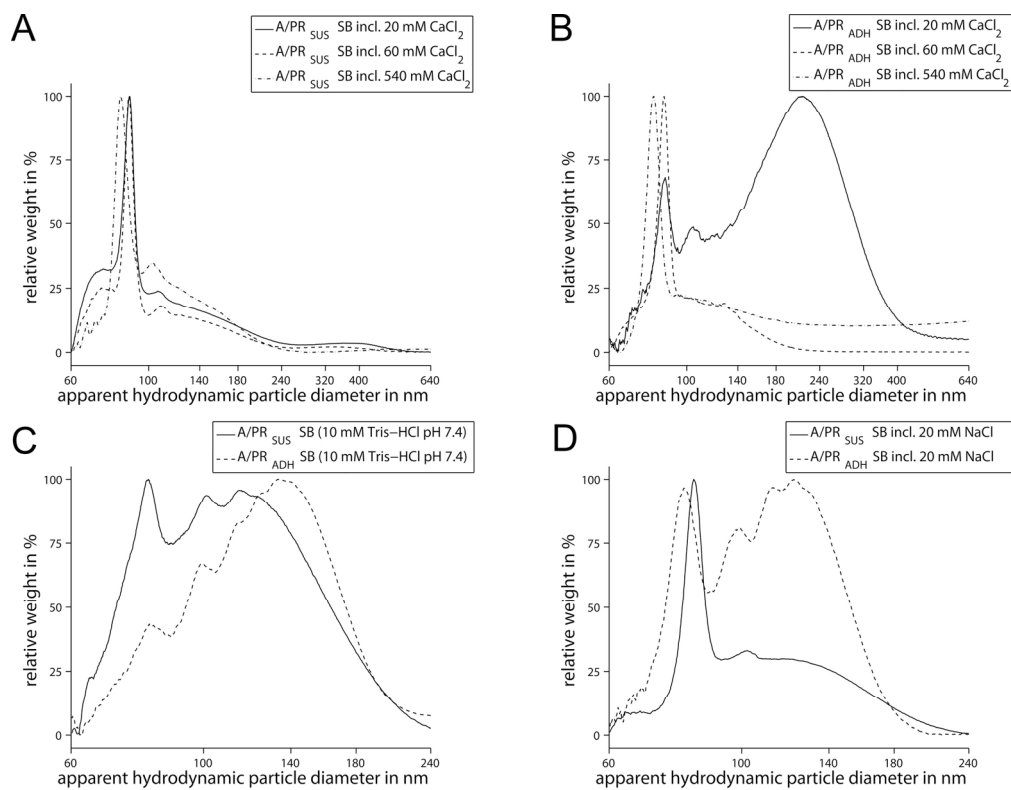 A
A/PR SUS SB incl. 20 mM CaCl2
A/PR SUS SB incl. 60 mM CaCl2
A/PR SUS SB incl. 540 mM CaCl2
relative weight in %
100
75
50
25
0
60 100 140 180 240 320 400 640
apparent hydrodynamic particle diameter in nm
B
A/PR ADH SB incl. 20 mM CaCl2
A/PR ADH SB incl. 60 mM CaCl2
A/PR ADH SB incl. 540 mM CaCl2
relative weight in %
100
75
50
25
0
60 100 140 180 240 320 400 640
apparent hydrodynamic particle diameter in nm
C
A/PR SUS SB (10 mM Tris−HCl pH 7.4)
A/PR ADH SB (10 mM Tris−HCl pH 7.4)
relative weight in %
100
75
50
25
0
60 100 140 180 240
apparent hydrodynamic particle diameter in nm
D
A/PR SUS SB incl. 20 mM NaCl
A/PR ADH SB incl. 20 mM NaCl
relative weight in %
100
75
50
25
0
60 100 140 180 240
apparent hydrodynamic particle diameter in nm